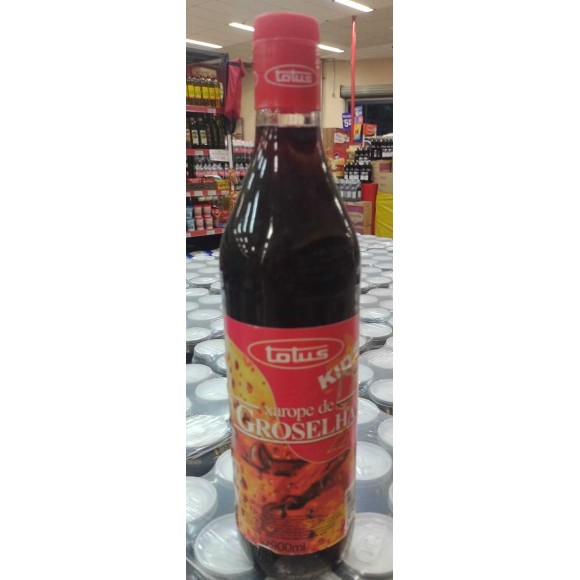 totus
totus
KIDS
xarope de
GROSELHA
900ml